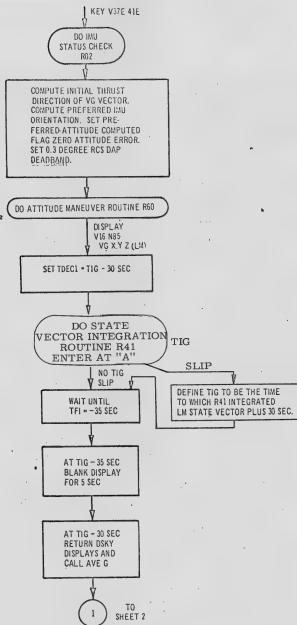 KEY V37E 41E
DO IMU
STATUS CHECK
R02
COMPUTE INITIAL THRUST
DIRECTION OF VG VECTOR.
COMPUTE PREFERRED IMU
ORIENTATION. SET PRE-
FERRED-ATTITUDE COMPUTED
FLAG ZERO ATTITUDE ERROR.
SET 0.3 DEGREE RCS DAP
DEADBAND.
DO ATTITUDE MANEUVER ROUTINE R60
DISPLAY
V16 N85
VG X,Y Z (LM)
SET TDEC1 = TIG - 30 SEC
DO STATE
VECTOR INTEGRATION
ROUTINE R41
ENTER AT "A"
TIG
SLIP
NO TIG
SLIP
DEFINE TIG TO BE THE TIME
TO WHICH R41 INTEGRATED
LM STATE VECTOR PLUS 30 SEC.
WAIT UNTIL
TFI = -35 SEC
AT TIG - 35 SEC
BLANK DISPLAY
FOR 5 SEC
AT TIG - 30 SEC
RETURN DSKY
DISPLAYS AND
CALL AVE G
1
TO
SHEET 2